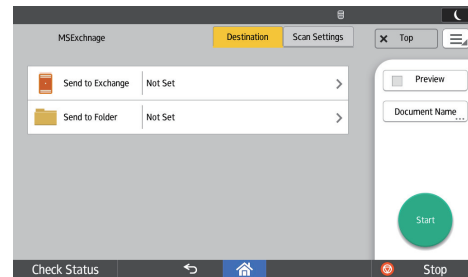 MSExchnage
Destination
Scan Settings
Top
Send to Exchange
Not Set
Preview
Send to Folder
Not Set
Document Name
Start
Check Status
Stop